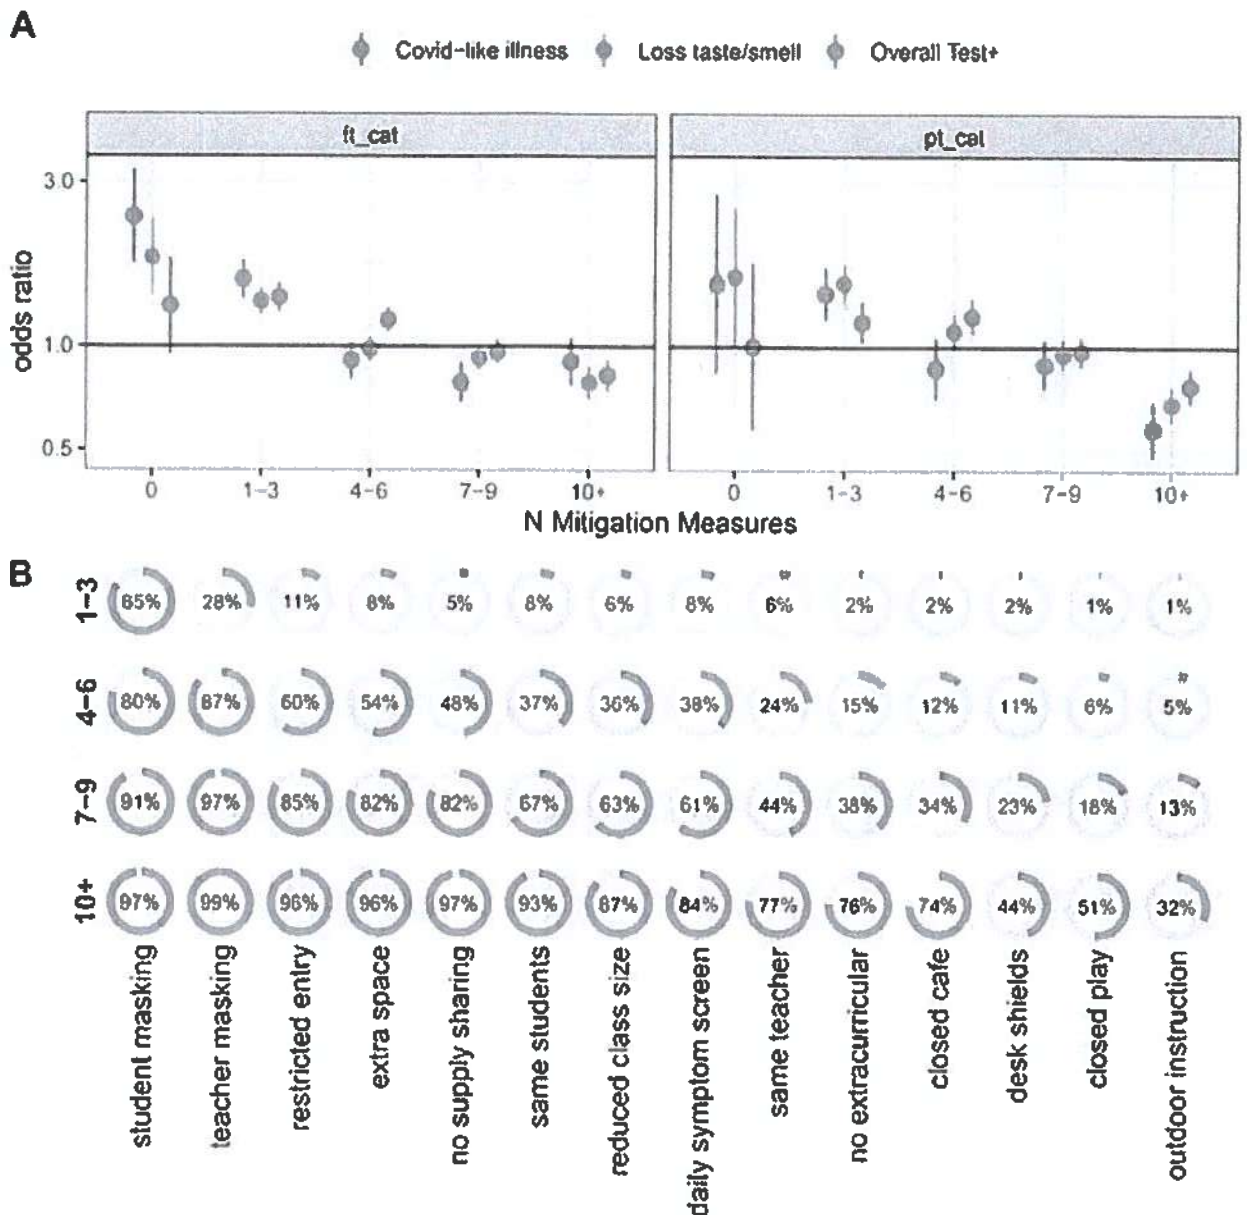 A
Covid-like illness Loss taste/smell Overall Test+
ft_cat pt_cat
3.0
1.0
0.5
odds ratio
0 1-3 4-6 7-9 10+ 0 1-3 4-6 7-9 10+
N Mitigation Measures
B
1-3 28% 11% 8% 5% 8% 6% 8% 6% 2% 2% 2% 1% 1%
4-6 80% 87% 60% 54% 48% 37% 36% 38% 24% 15% 12% 11% 6% 5%
7-9 91% 97% 85% 82% 82% 67% 63% 61% 44% 38% 34% 23% 18% 13%
10+ 97% 99% 96% 96% 97% 93% 87% 84% 77% 76% 74% 44% 51% 32%
student masking
teacher masking
restricted entry
extra space
no supply sharing
same students
reduced class size
daily symptom screen
same teacher
no extracurricular
closed cafe
desk shields
closed play
outdoor instruction